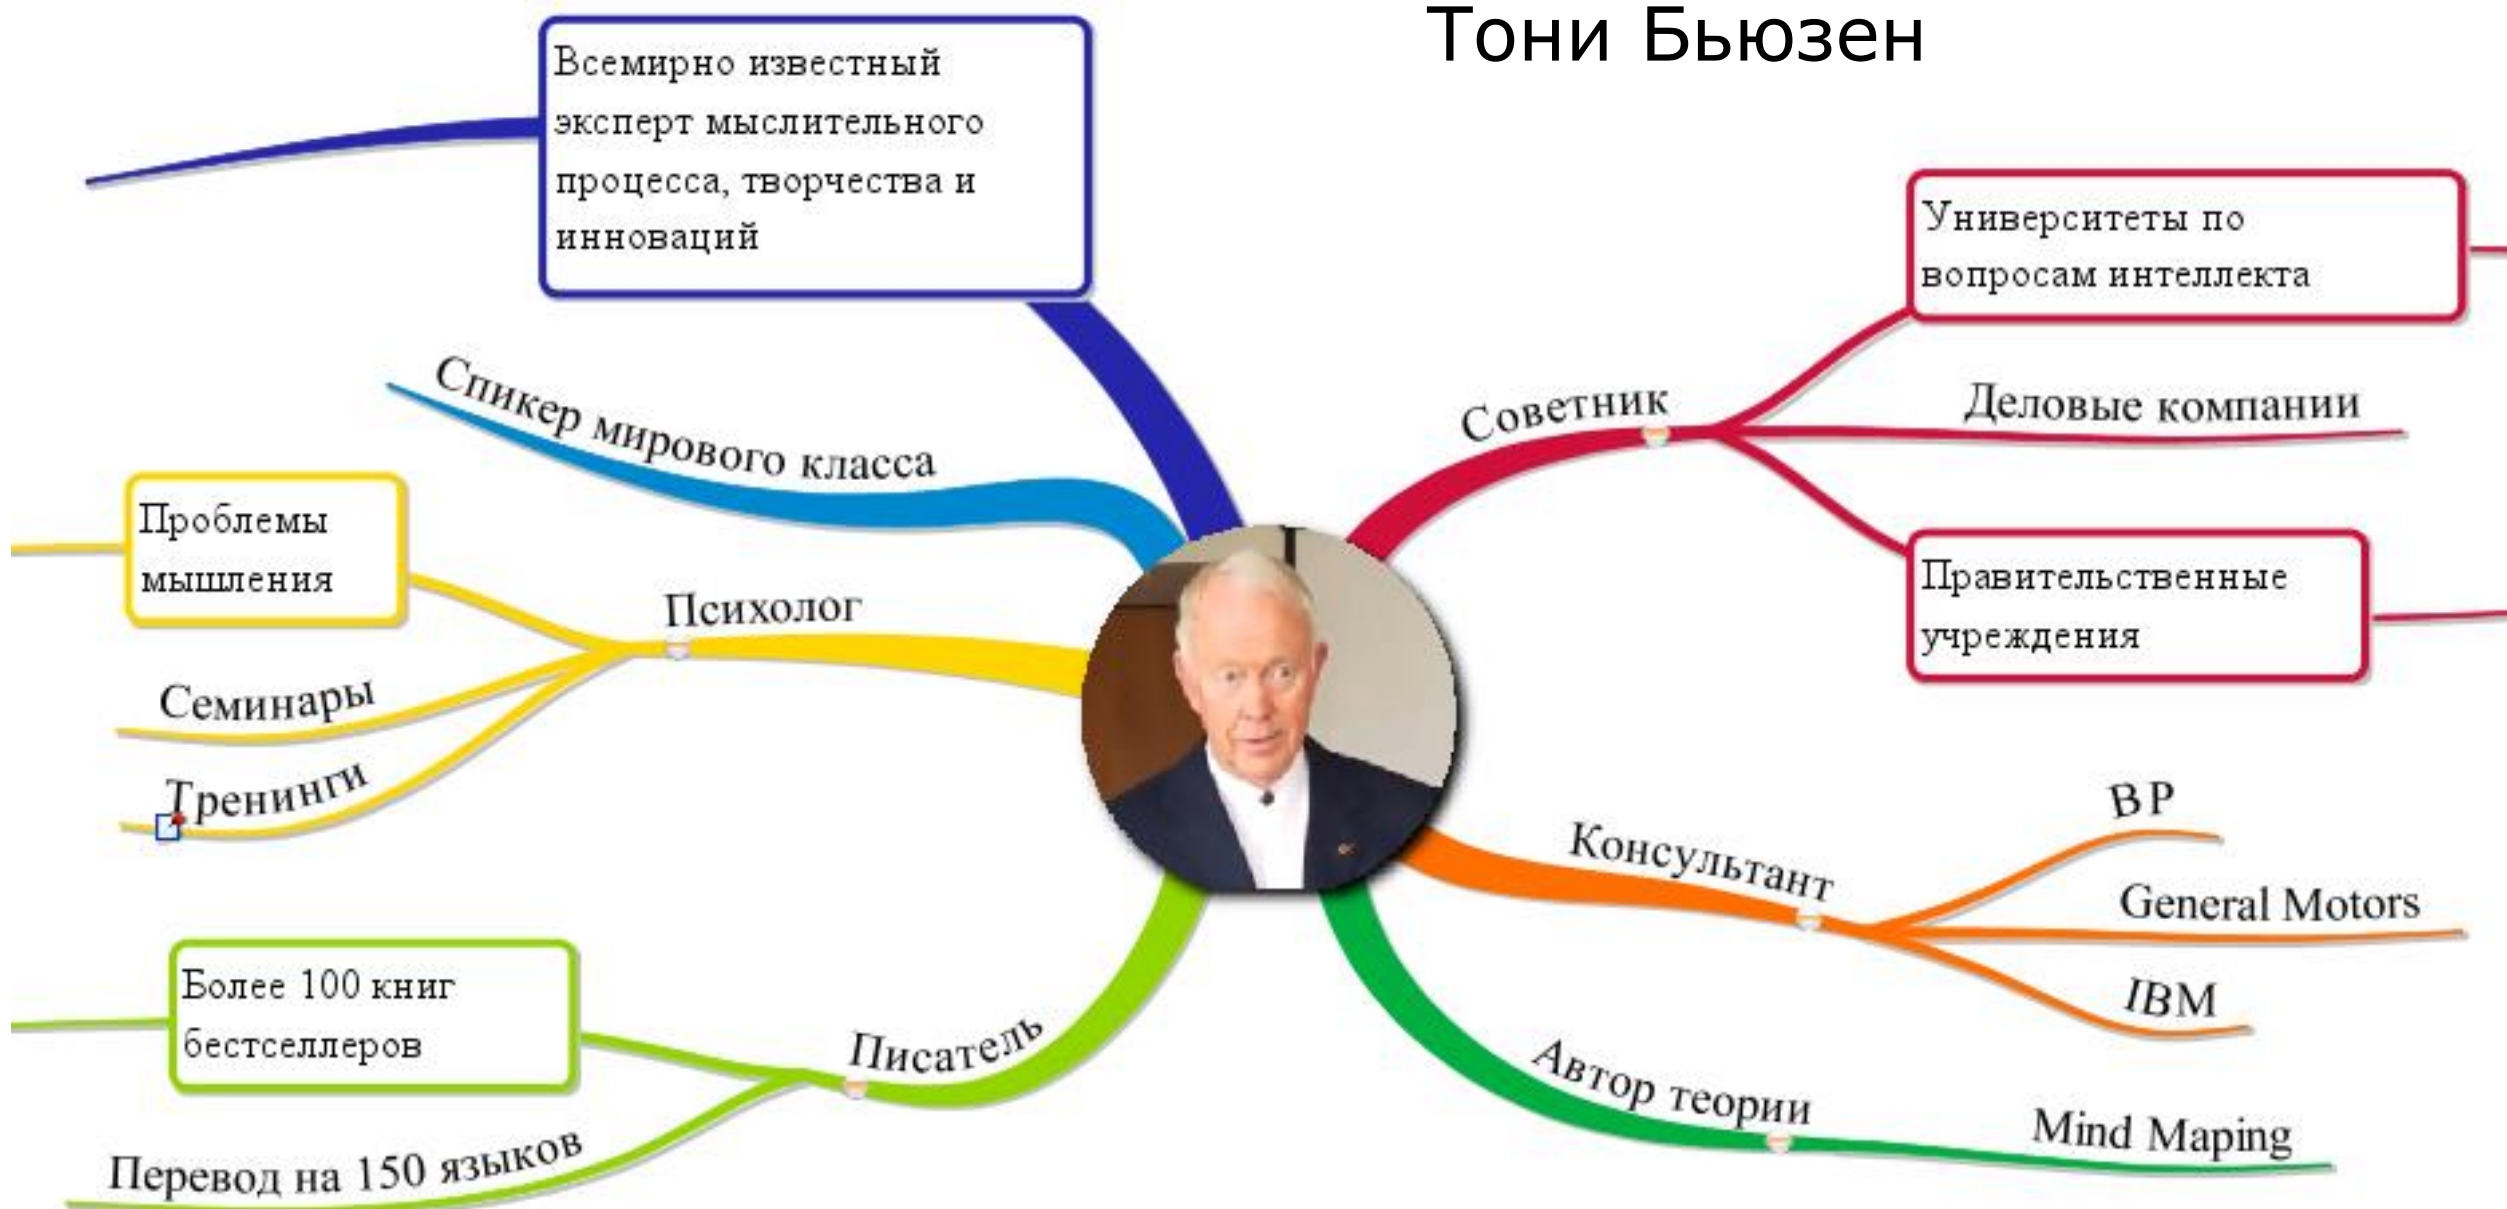 Тони Бьюзен
Всемирно известный
эксперт мыслительного
процесса, творчества и
инноваций
Спикер мирового класса
Психолог
Проблемы
мышления
Семинары
Тренинги
Писатель
Более 100 книг
бестселлеров
Перевод на 150 языков
Советник
Университеты по
вопросам интеллекта
Деловые компании
Правительственные
учреждения
Консультант
BP
General Motors
IBM
Автор теории
Mind Maping